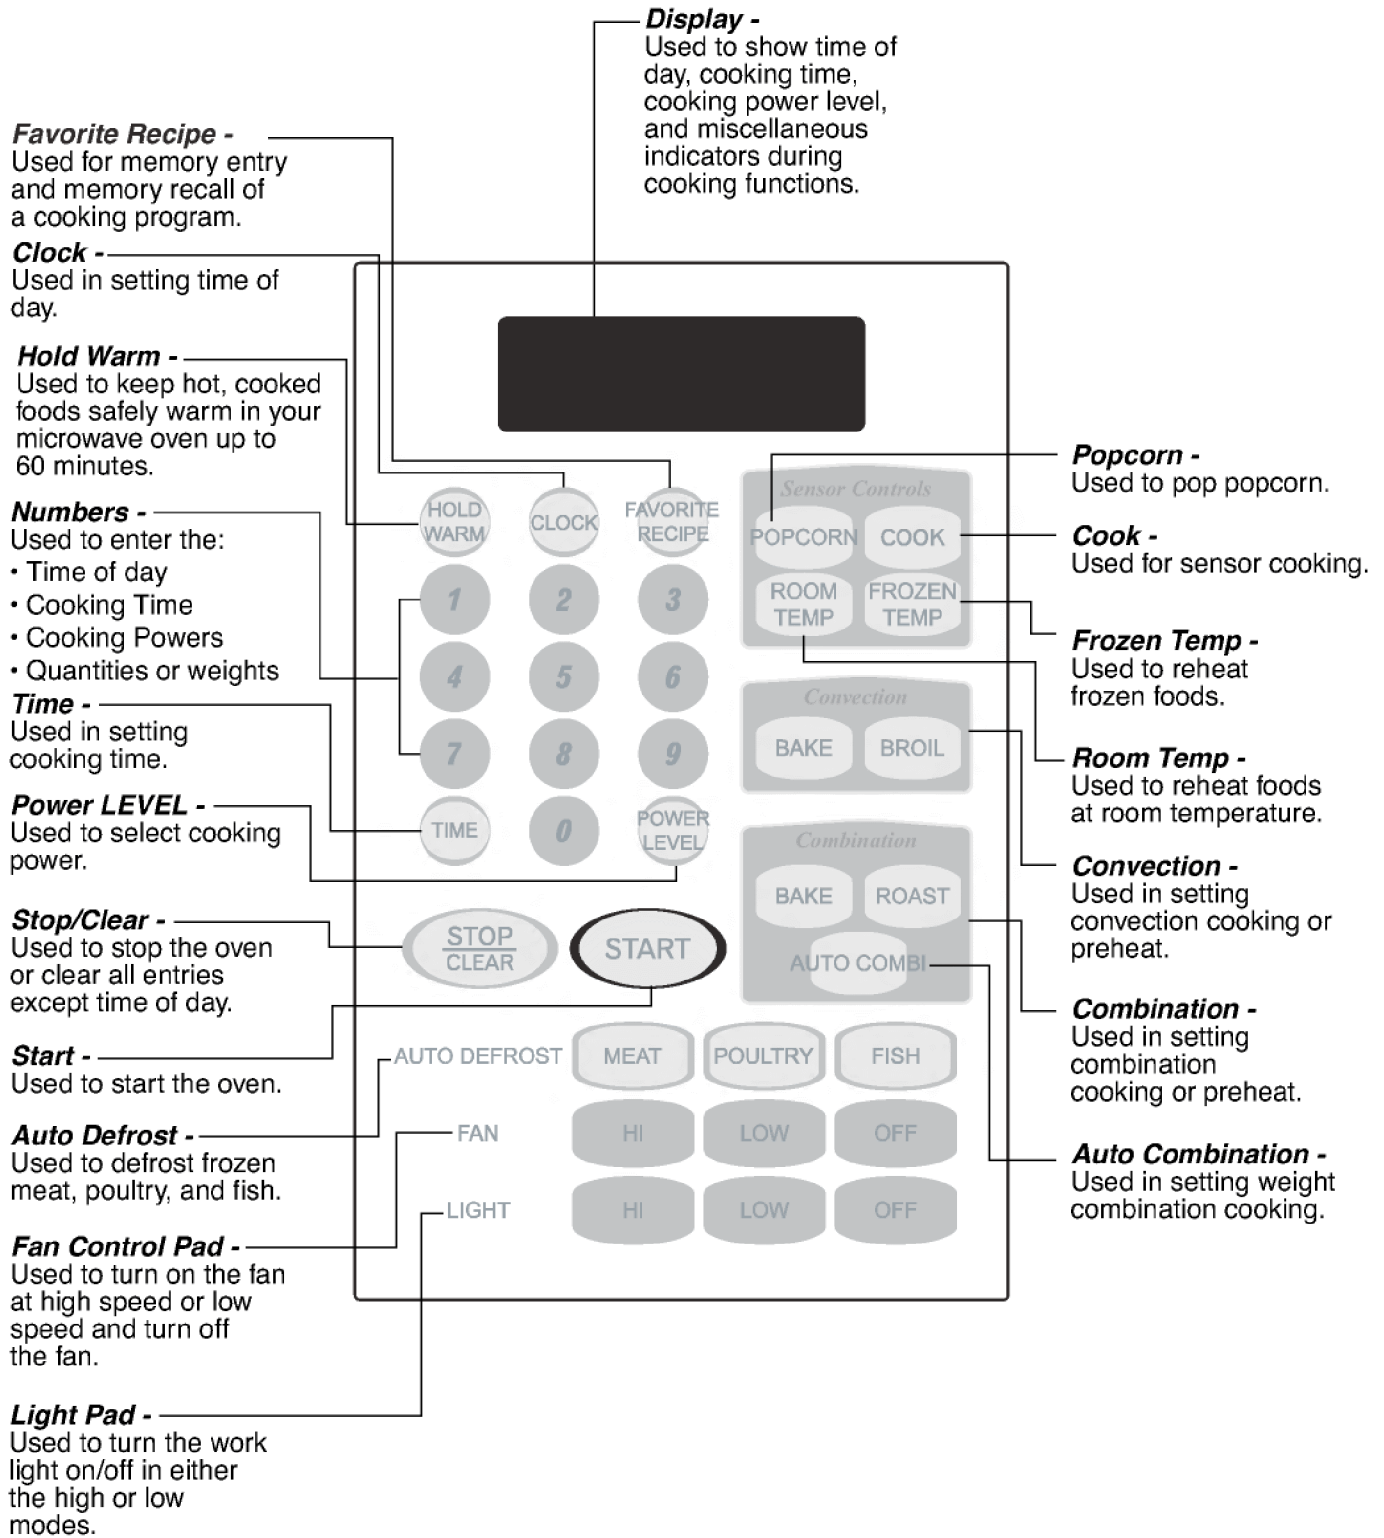 Display -
Used to show time of
day, cooking time,
cooking power level,
and miscellaneous
indicators during
cooking functions.
Favorite Recipe -
Used for memory entry
and memory recall of
a cooking program.
Clock -
Used in setting time of
day.
Hold Warm -
Used to keep hot, cooked
foods safely warm in your
microwave oven up to
60 minutes.
Numbers -
Used to enter the:
• Time of day
• Cooking Time
• Cooking Powers
• Quantities or weights
Time -
Used in setting
cooking time.
Power LEVEL -
Used to select cooking
power.
Stop/Clear -
Used to stop the oven
or clear all entries
except time of day.
Start -
Used to start the oven.
Auto Defrost -
Used to defrost frozen
meat, poultry, and fish.
Fan Control Pad -
Used to turn on the fan
at high speed or low
speed and turn off
the fan.
Light Pad -
Used to turn the work
light on/off in either
the high or low
modes.
HOLD
WARM
CLOCK
FAVORITE
RECIPE
1 2 3
4 5 6
7 8 9
TIME
0
POWER
LEVEL
STOP
CLEAR
START
Sensor Controls
POPCORN COOK
ROOM
TEMP
FROZEN
TEMP
Convection
BAKE BROIL
Combination
BAKE ROAST
AUTO COMBI
AUTO DEFROST MEAT POULTRY FISH
FAN HI LOW OFF
LIGHT HI LOW OFF
Popcorn -
Used to pop popcorn.
Cook -
Used for sensor cooking.
Frozen Temp -
Used to reheat
frozen foods.
Room Temp -
Used to reheat foods
at room temperature.
Convection -
Used in setting
convection cooking or
preheat.
Combination -
Used in setting
combination
cooking or preheat.
Auto Combination -
Used in setting weight
combination cooking.